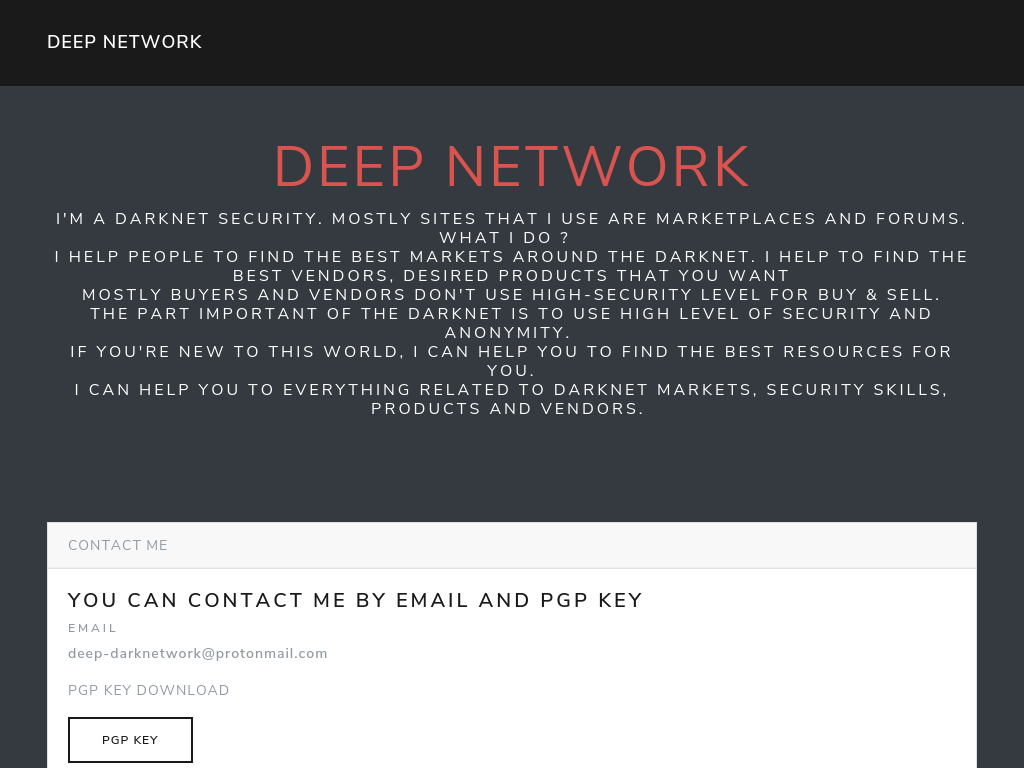 DEEP NETWORK
DEEP NETWORK
I'M A DARKNET SECURITY. MOSTLY SITES THAT I USE ARE MARKETPLACES AND FORUMS.
WHAT I DO ?
I HELP PEOPLE TO FIND THE BEST MARKETS AROUND THE DARKNET. I HELP TO FIND THE
BEST VENDORS, DESIRED PRODUCTS THAT YOU WANT
MOSTLY BUYERS AND VENDORS DON'T USE HIGH-SECURITY LEVEL FOR BUY & SELL.
THE PART IMPORTANT OF THE DARKNET IS TO USE HIGH LEVEL OF SECURITY AND
ANONYMITY.
IF YOU'RE NEW TO THIS WORLD, I CAN HELP YOU TO FIND THE BEST RESOURCES FOR
YOU.
I CAN HELP YOU TO EVERYTHING RELATED TO DARKNET MARKETS, SECURITY SKILLS,
PRODUCTS AND VENDORS.
CONTACT ME
YOU CAN CONTACT ME BY EMAIL AND PGP KEY
EMAIL
deep-darknetwork@protonmail.com
PGP KEY DOWNLOAD
PGP KEY